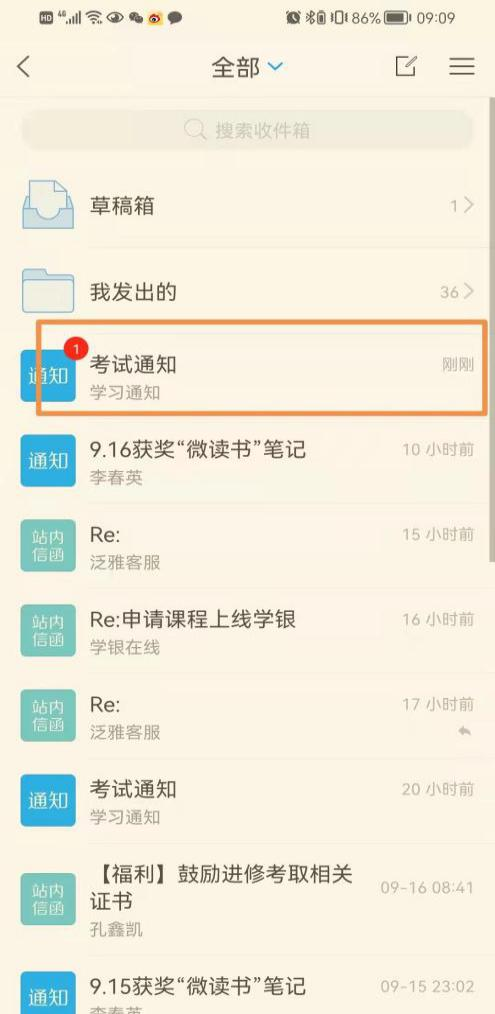 HD 4G 86% 09:09
全部
搜索收件箱
草稿箱 1
我发出的 36
1
通知 考试通知 刚刚
学习通知
通知 9.16获奖“微读书”笔记 10 小时前
李春英
站内信函 Re: 15 小时前
泛雅客服
站内信函 Re:申请课程上线学银 16 小时前
学银在线
站内信函 Re: 17 小时前
泛雅客服
通知 考试通知 20 小时前
学习通知
站内信函 【福利】鼓励进修考取相关 09-16 08:41
证书
孔鑫凯
通知 9.15获奖“微读书”笔记 09-15 23:02